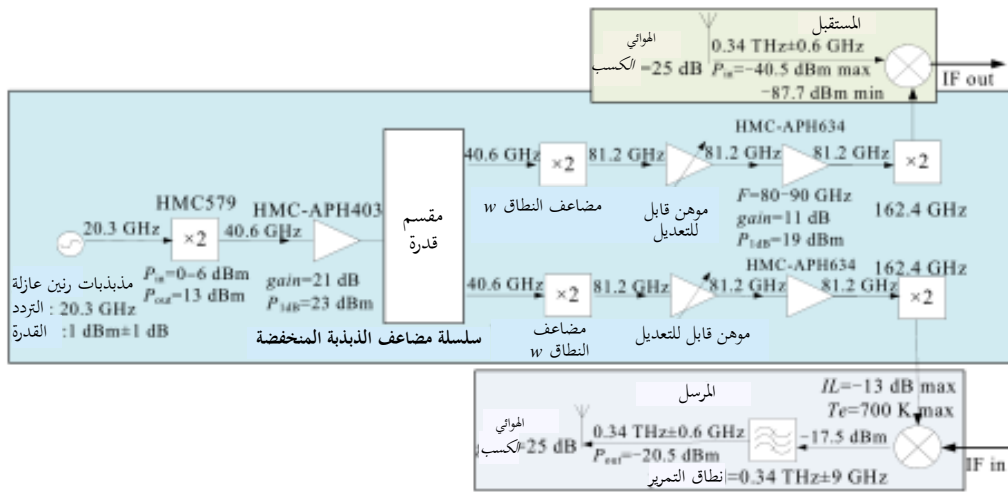 المستقبل
الهوائي
الكسب =25 dB
0.34 THz±0.6 GHz
Pin=−40.5 dBm max
−87.7 dBm min
IF out
HMC-APH634
40.6 GHz
×2
81.2 GHz
81.2 GHz
81.2 GHz
×2
مضاعف النطاق w
موهن قابل
للتعديل
F=80−90 GHz
gain=11 dB
P1dB=19 dBm
162.4 GHz
HMC579
HMC-APH403
20.3 GHz
×2
40.6 GHz
مقسم
قدرة
Pin=0−6 dBm
Pout=13 dBm
gain=21 dB
P1dB=23 dBm
مذبذبات رنين عازلة
التردد : 20.3 GHz
القدرة :1 dBm±1 dB
HMC-APH634
162.4 GHz
40.6 GHz
×2
81.2 GHz
81.2 GHz
81.2 GHz
×2
مضاعف
النطاق w
موهن قابل للتعديل
سلسلة مضاعف الذبذبة المنخفضة
المرسل
IL=−13 dB max
Te=700 K max
الهوائي
الكسب=25 dB
0.34 THz±0.6 GHz
Pout=−20.5 dBm
−17.5 dBm
IF in
نطاق التمرير=0.34 THz±9 GHz